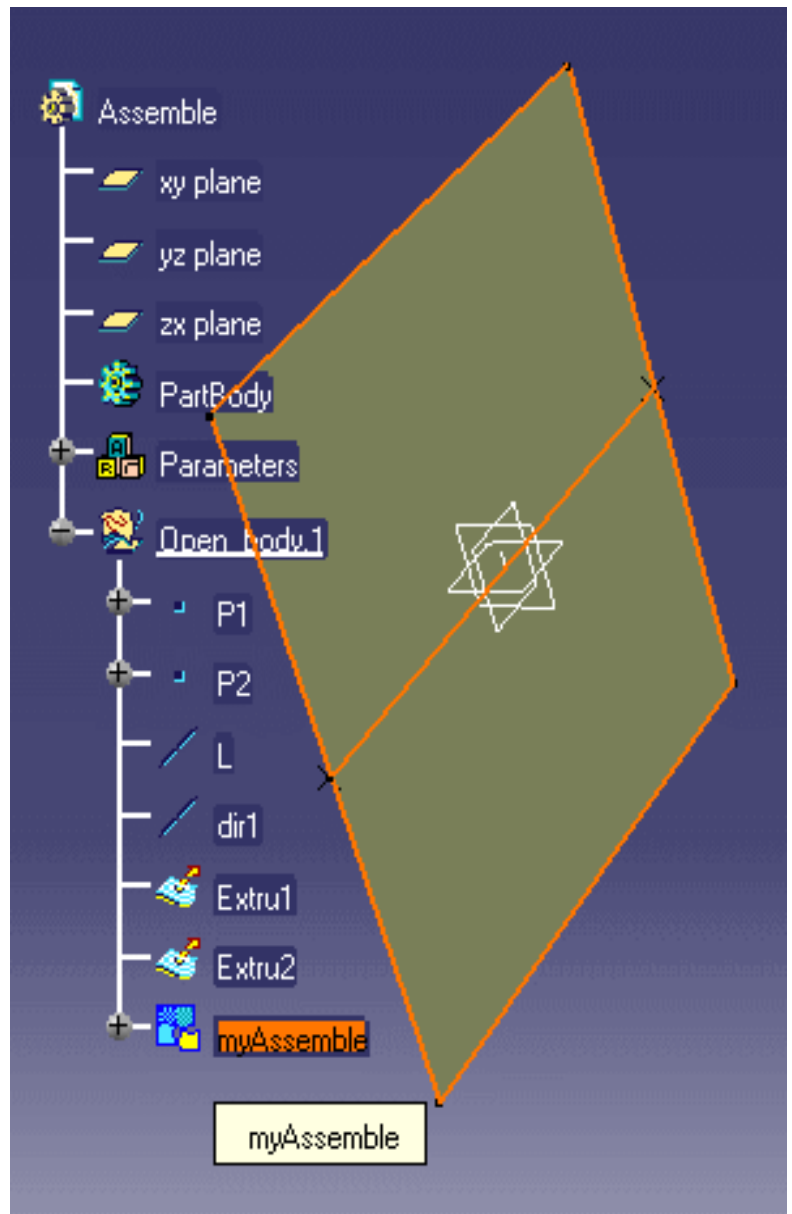 Assemble
xy plane
yz plane
zx plane
PartBody
Parameters
Open_body.1
P1
P2
L
dir1
Extru1
Extru2
myAssemble
myAssemble